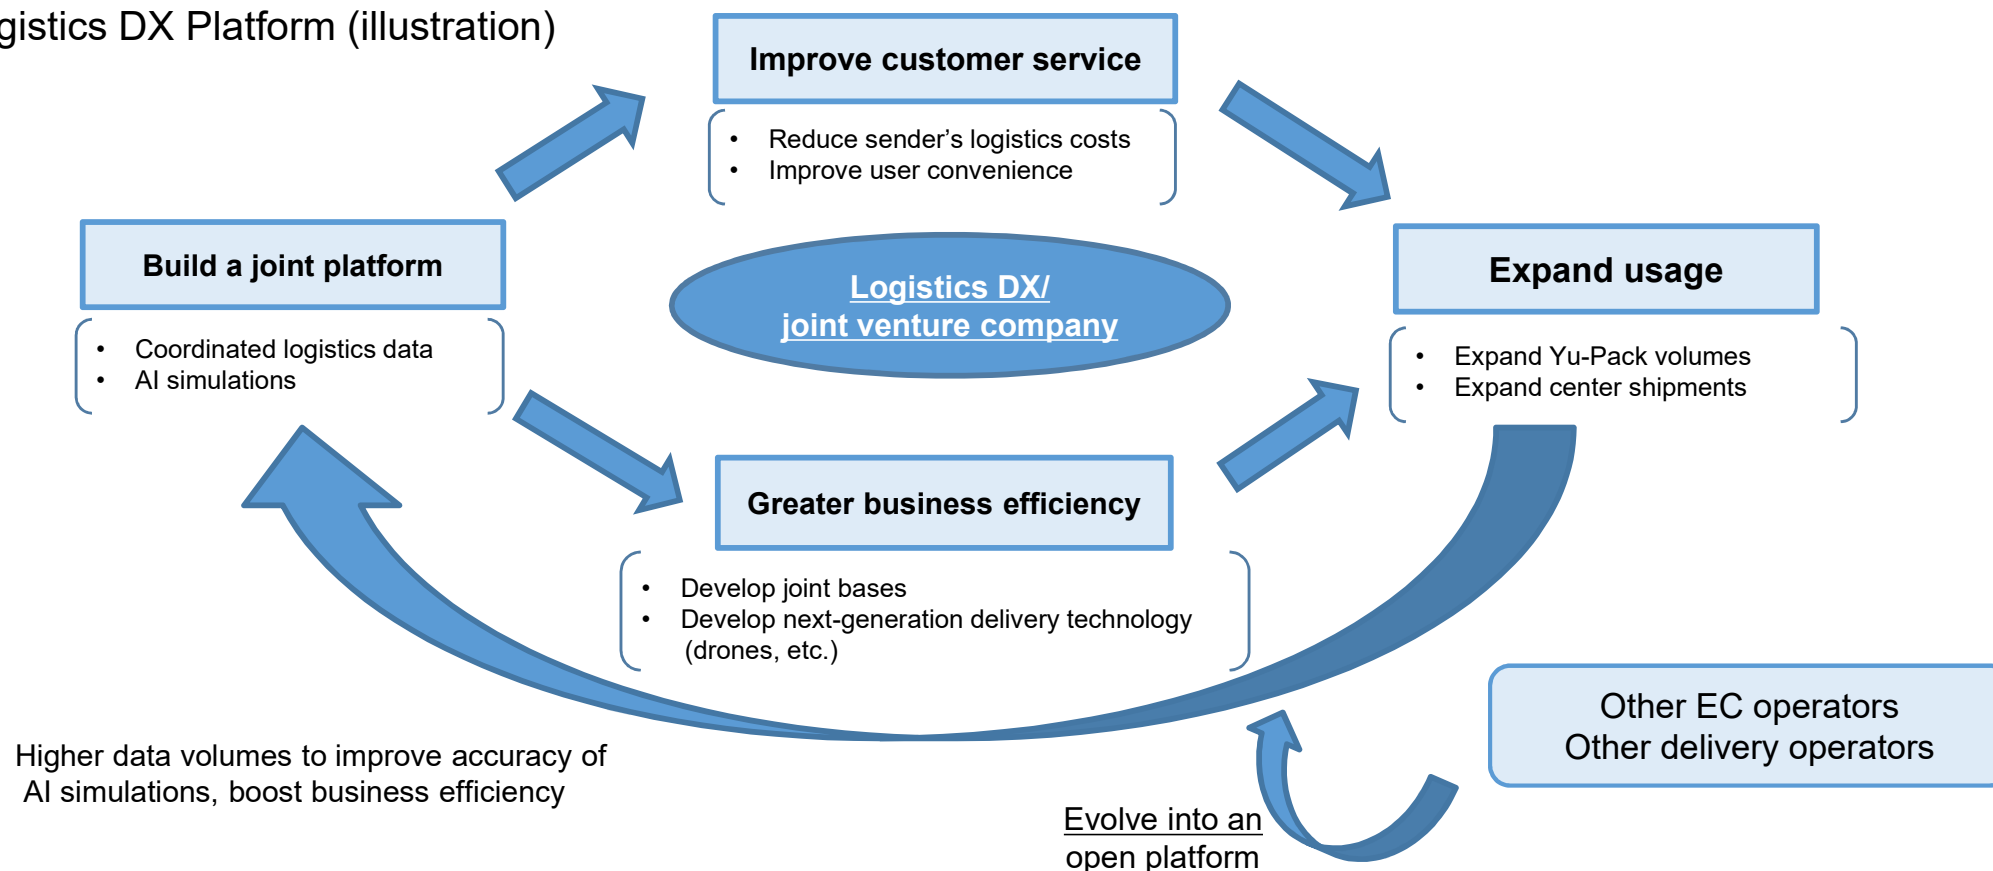 gistics DX Platform (illustration)
Improve customer service
• Reduce sender’s logistics costs
• Improve user convenience
Build a joint platform
• Coordinated logistics data
• AI simulations
Logistics DX/
joint venture company
Expand usage
• Expand Yu-Pack volumes
• Expand center shipments
Greater business efficiency
• Develop joint bases
• Develop next-generation delivery technology
(drones, etc.)
Other EC operators
Other delivery operators
Higher data volumes to improve accuracy of
AI simulations, boost business efficiency
Evolve into an
open platform